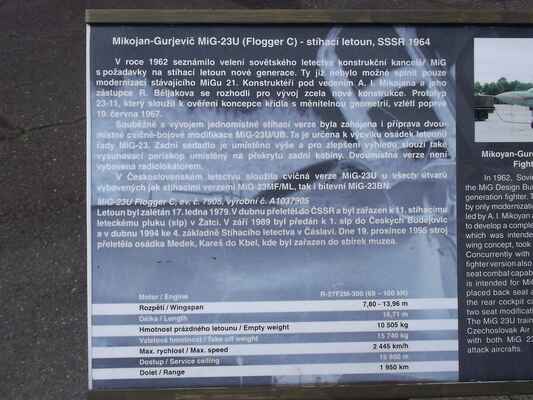 Mikojan-Gurjevič MiG-23U (Flogger C) - stíhací letoun, SSSR 1964
V roce 1962 seznámilo velení sovětského letectva konstrukční kancelář MiG
s požadavky na stíhací letoun nové generace. Ty již nebylo možné splnit pouze
modernizací stávajícího MiGu 21. Konstruktéři pod vedením A. I. Mikojana a jeho
zástupce R. Běljakova se rozhodli pro vývoj zcela nové konstrukce. Prototyp
23-11, který sloužil k ověření koncepce křídla s měnitelnou geometrií, vzlétl poprvé
10. června 1967.
Souběžně s vývojem jednomístné stíhací verze byla zahájena i příprava dvou-
místné cvičně-bojové modifikace MiG-23U/UB. Ta je určena k výcviku osádek letounů
řady MiG-23. Zadní sedadlo je umístěno výše a pro zlepšení výhledu slouží také
vysunovací periskop umístěný na překrytu zadní kabiny. Dvoumístná verze není
vybavena radiolokátorem.
V Československém letectvu sloužila cvičná verze MiG-23U u všech útvarů
vybavených jak stíhacími verzemi MiG-23MF/ML, tak i bitevní MiG-23BN.
MiG-23U Flogger C, ev. č. 7905, výrobní č. A1037905
Letoun byl zalétán 17. ledna 1979. V dubnu přeletěl do ČSSR a byl zařazen k 11. stíhacímu
leteckému pluku (slp) v Žatci. V září 1989 byl předán k 1. slp do Českých Budějovic
a v dubnu 1994 ke 4. základně Stíhacího letectva v Čáslavi. Dne 19. prosince 1995 stroj
přeletěla osádka Medek, Kareš do Kbel, kde byl zařazen do sbírek muzea.
Motor / Engine R-27F2M-300 (69 – 100 kN)
Rozpětí / Wingspan 7,80 - 13,96 m
Délka / Length 16,71 m
Hmotnost prázdného letounu / Empty weight 10 505 kg
Vzletová hmotnost / Take off weight 15 740 kg
Max. rychlost / Max. speed 2 445 km/h
Dostup / Service ceiling
Dolet / Range 1 950 km
Mikoyan-Gur
Fight
In 1962, Sovi
the MiG Design Bur
generation fighter. T
by only modernizati
led by A. I. Mikoyan a
to develop a comple
which was intended
wing concept, took
Concurrently with
fighter version also
seat combat capab
is intended for Mi
placed back seat a
the rear cockpit ca
two seat modificat
The MiG 23U train
Czechoslovak Air
with both MiG 23
attack aircrafts.